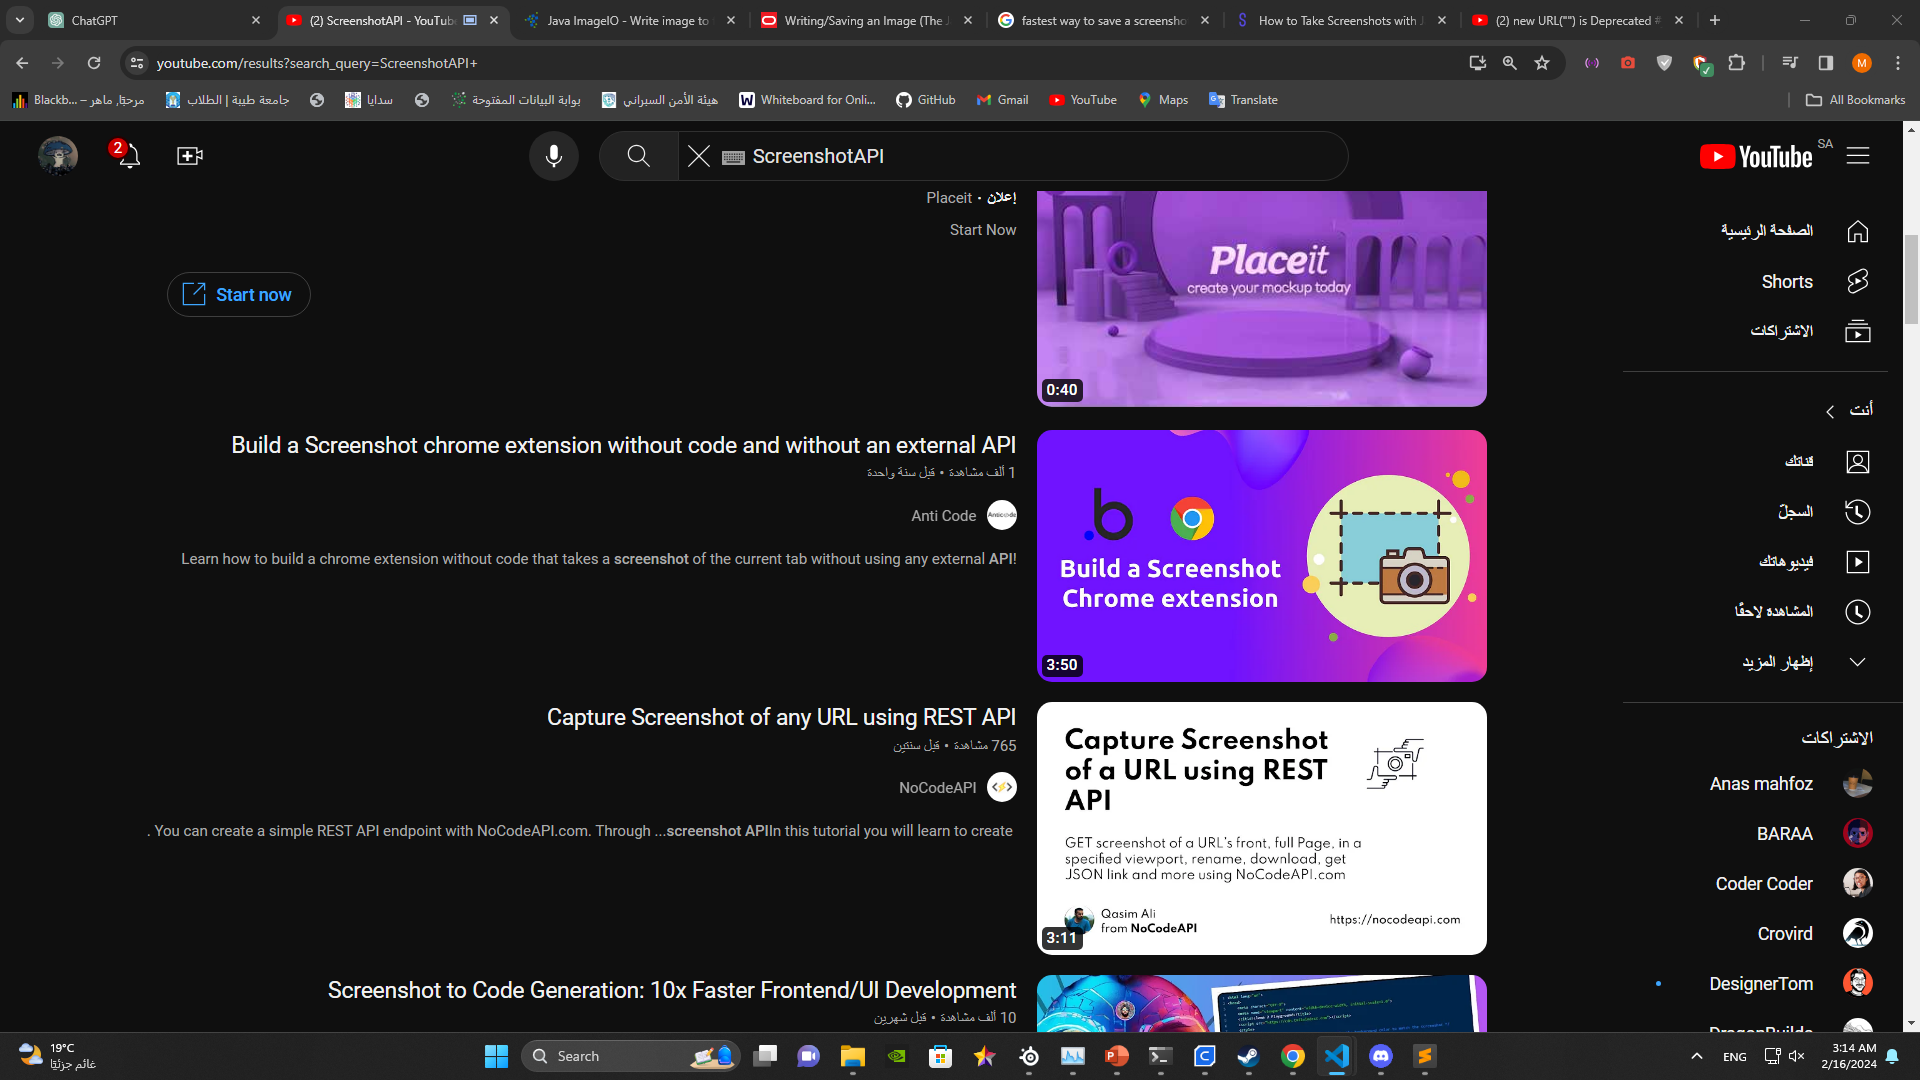 ChatGPT
(2) ScreenshotAPI - YouTube
Java ImageIO - Write image to
Writing/Saving an Image (The J
fastest way to save a screensho
How to Take Screenshots with J
(2) new URL("") is Deprecated #
youtube.com/results?search_query=ScreenshotAPI+
Blackb... – مرحبًا, ماهر
جامعة طيبة | الطلاب
سدايا
بوابة البيانات المفتوحة
هيئة الأمن السبراني
Whiteboard for Onli...
GitHub
Gmail
YouTube
Maps
Translate
All Bookmarks
2
ScreenshotAPI
YouTube SA
إعلان • Placeit
Start Now
Start now
Placeit
create your mockup today
0:40
Build a Screenshot chrome extension without code and without an external API
1 ألف مشاهدة • قبل سنة واحدة
Anti Code
Learn how to build a chrome extension without code that takes a screenshot of the current tab without using any external API!
Build a Screenshot
Chrome extension
3:50
Capture Screenshot of any URL using REST API
765 مشاهدة • قبل سنتين
NoCodeAPI
. You can create a simple REST API endpoint with NoCodeAPI.com. Through ...screenshot APIIn this tutorial you will learn to create
Capture Screenshot
of a URL using REST
API
GET screenshot of a URL's front, full Page, in a
specified viewport, rename, download, get
JSON link and more using NoCodeAPI.com
Qasim Ali
from NoCodeAPI
https://nocodeapi.com
3:11
Screenshot to Code Generation: 10x Faster Frontend/UI Development
10 ألف مشاهدة • قبل شهرين
الصفحة الرئيسية
Shorts
الاشتراكات
أنت
قناتك
السجلّ
فيديوهاتك
المشاهدة لاحقًا
إظهار المزيد
الاشتراكات
Anas mahfoz
BARAA
Coder Coder
Crovird
DesignerTom
19°C
غائم جزئيًا
Search
ENG
3:14 AM
2/16/2024